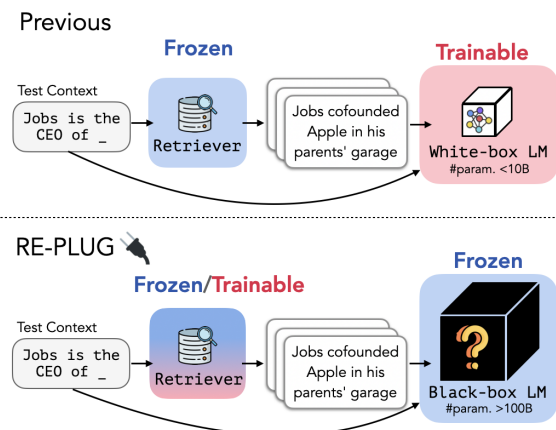 Previous
Frozen
Trainable
Test Context
Jobs is the
CEO of _
Retriever
Jobs cofounded
Apple in his
parents' garage
White-box LM
#param. <10B
RE-PLUG
Frozen/Trainable
Frozen
Test Context
Jobs is the
CEO of _
Retriever
Jobs cofounded
Apple in his
parents' garage
?
Black-box LM
#param. >100B